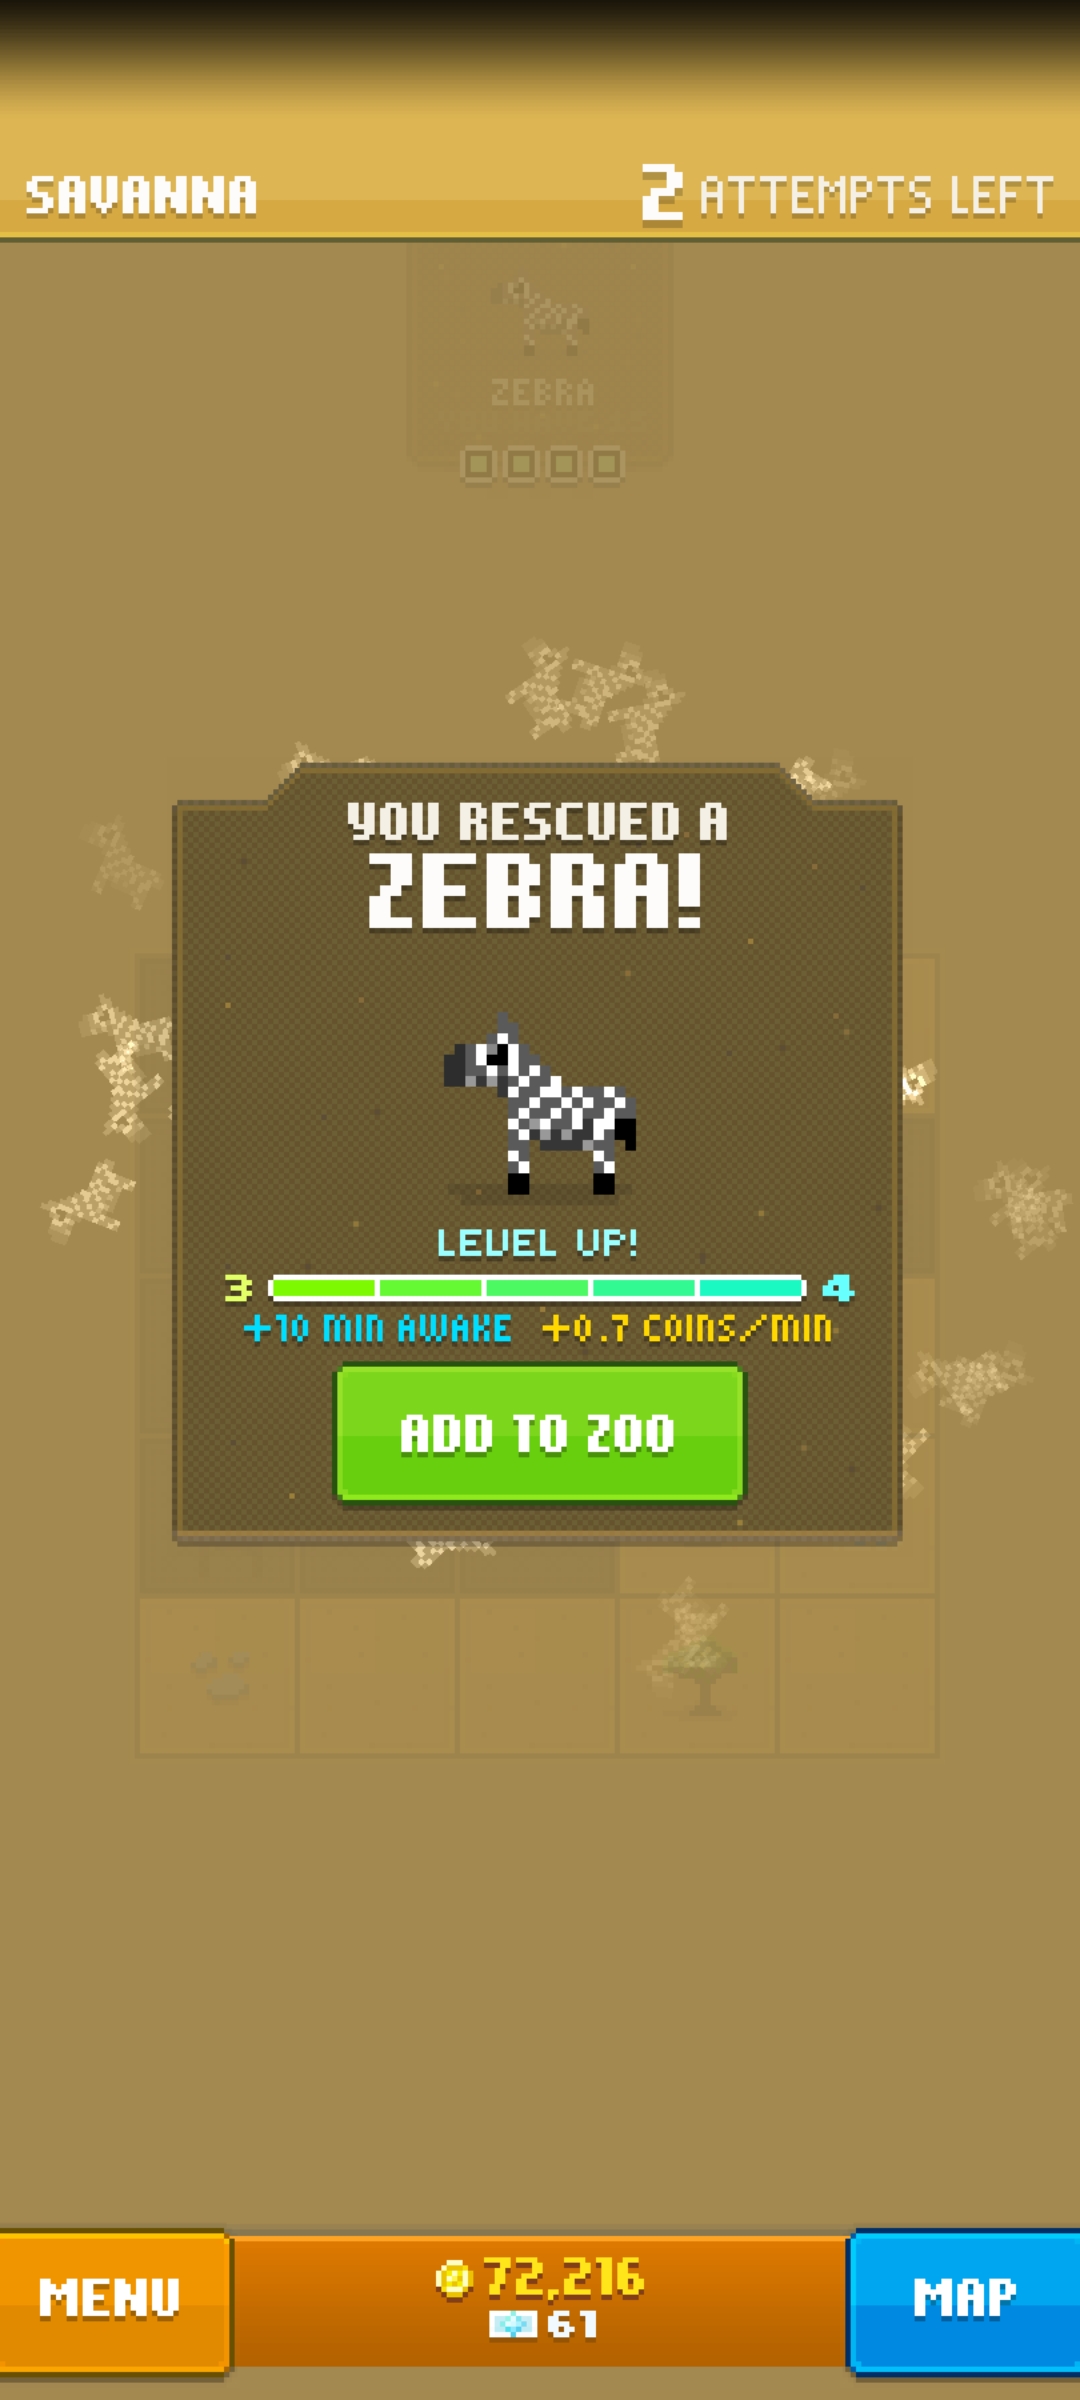 SAVANNA
2 ATTEMPTS LEFT
ZEBRA
YOU RESCUED A
ZEBRA!
LEVEL UP!
3 4
+10 MIN AWAKE +0.7 COINS/MIN
ADD TO ZOO
MENU
72,216
61
MAP